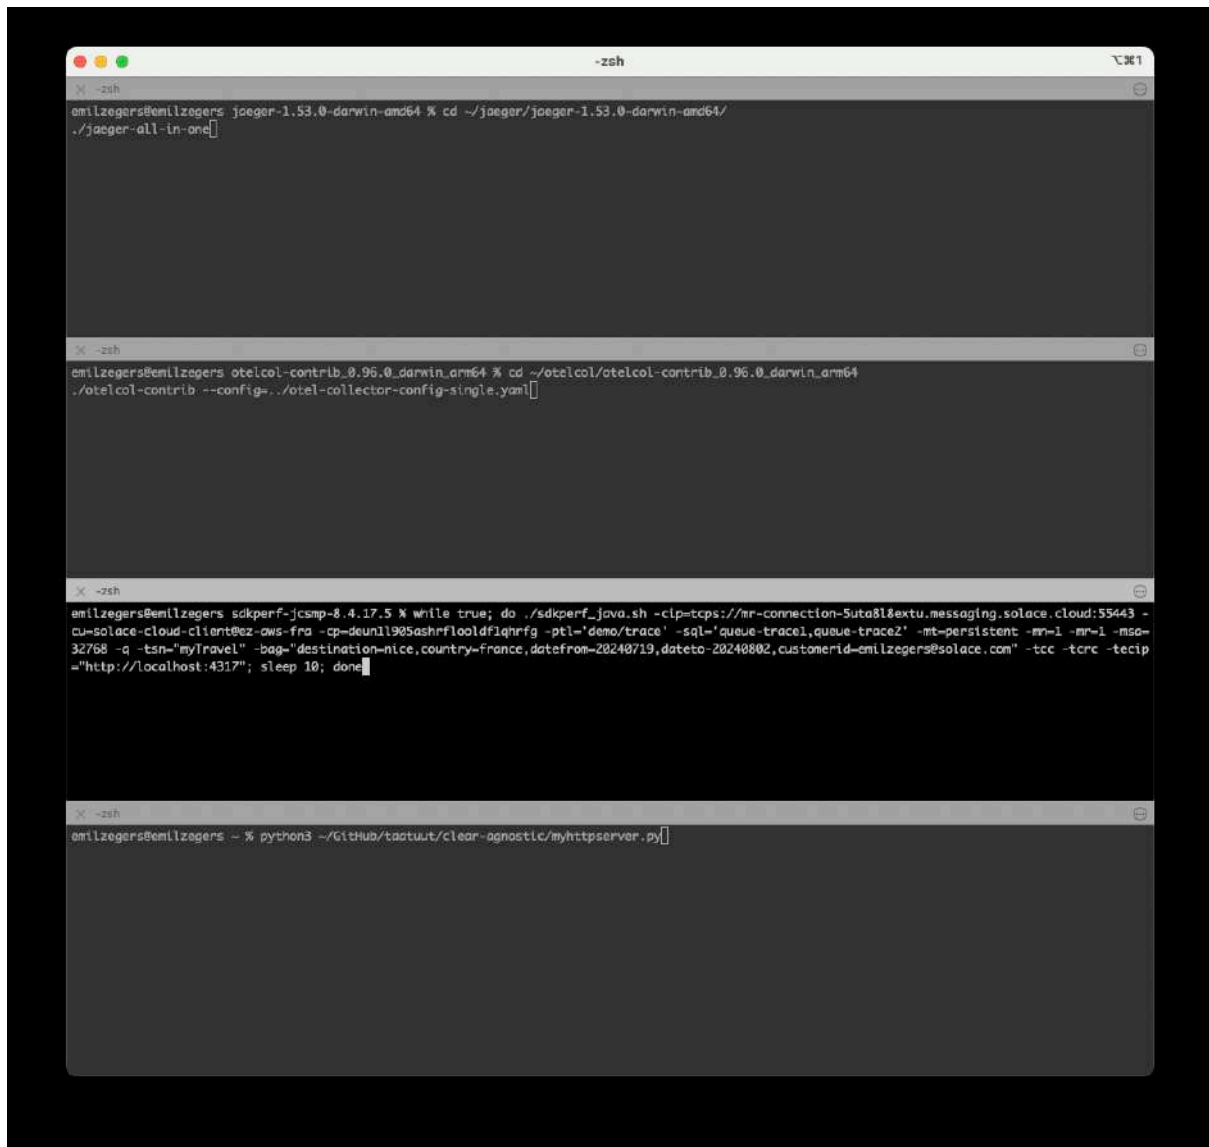 -zsh
⌥⌘1
-zsh
emilzegers@emilzegers jaeger-1.53.0-darwin-amd64 % cd ~/jaeger/jaeger-1.53.0-darwin-amd64/
./jaeger-all-in-one
-zsh
emilzegers@emilzegers otelcol-contrib_0.96.0_darwin_arm64 % cd ~/otelcol/otelcol-contrib_0.96.0_darwin_arm64
./otelcol-contrib --config=../otel-collector-config-single.yaml
-zsh
emilzegers@emilzegers sdkperf-jcsmp-8.4.17.5 % while true; do ./sdkperf_java.sh -cip=tcps://mr-connection-5uta8l8extu.messaging.solace.cloud:55443 -
cu=solace-cloud-client@ez-aws-fra -cp=deun1l905ashrflooldf1qhrfg -ptl='demo/trace' -sql='queue-trace1,queue-trace2' -mt=persistent -mn=1 -mr=1 -msa=
32768 -q -tsn="myTravel" -bag="destination=nice,country=france,datefrom=20240719,dateto-20240802,customerid=emilzegers@solace.com" -tcc -tcrc -tecip
="http://localhost:4317"; sleep 10; done
-zsh
emilzegers@emilzegers ~ % python3 ~/GitHub/taatuut/clear-agnostic/myhttpserver.py